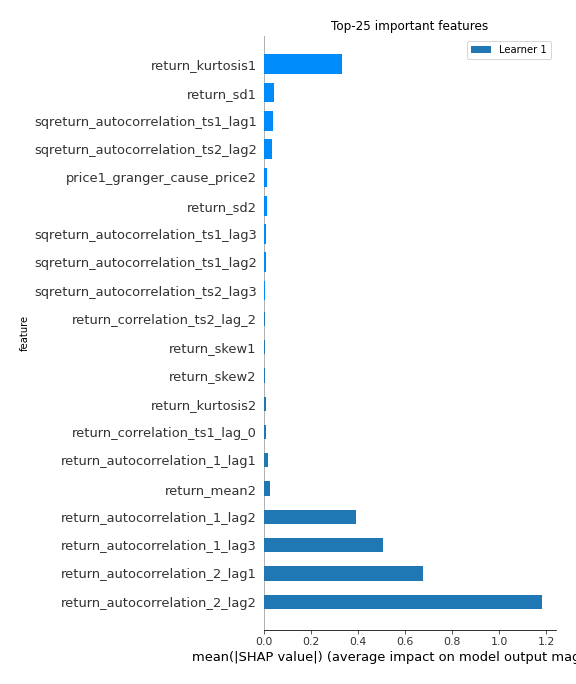 Top-25 important features
Learner 1
return_kurtosis1
return_sd1
sqreturn_autocorrelation_ts1_lag1
sqreturn_autocorrelation_ts2_lag2
price1_granger_cause_price2
return_sd2
sqreturn_autocorrelation_ts1_lag3
sqreturn_autocorrelation_ts1_lag2
sqreturn_autocorrelation_ts2_lag3
return_correlation_ts2_lag_2
feature
return_skew1
return_skew2
return_kurtosis2
return_correlation_ts1_lag_0
return_autocorrelation_1_lag1
return_mean2
return_autocorrelation_1_lag2
return_autocorrelation_1_lag3
return_autocorrelation_2_lag1
return_autocorrelation_2_lag2
0.0 0.2 0.4 0.6 0.8 1.0 1.2
mean(|SHAP value|) (average impact on model output mag